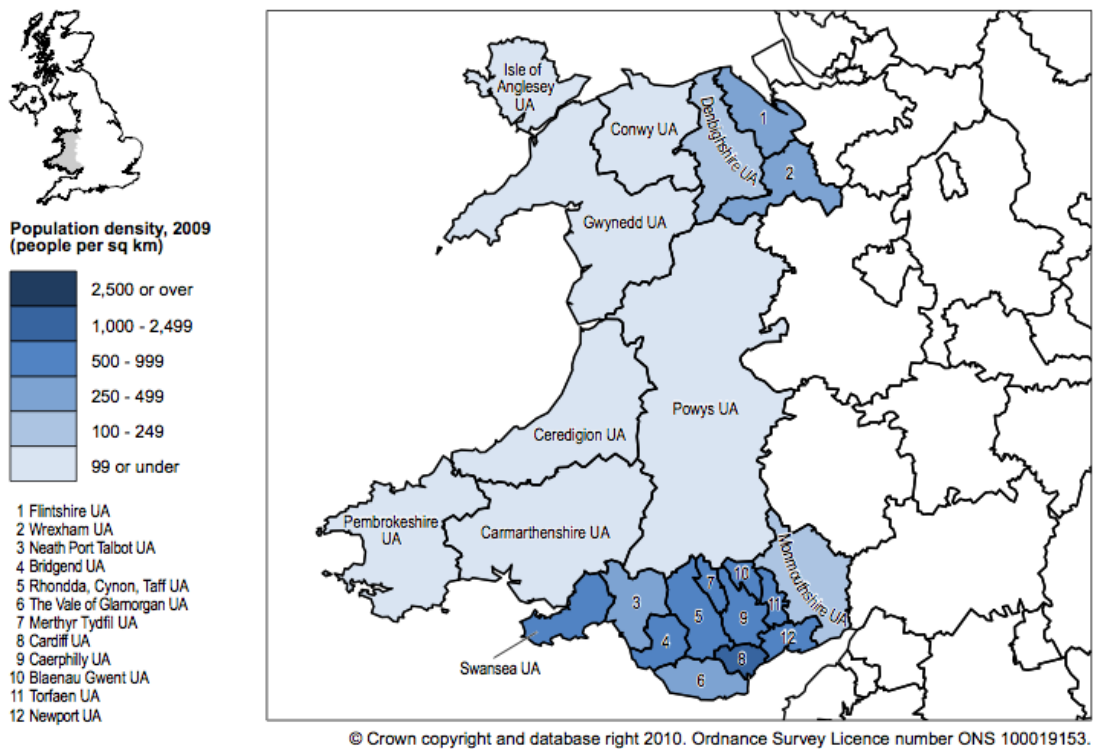 Population density, 2009
(people per sq km)
2,500 or over
1,000 - 2,499
500 - 999
250 - 499
100 - 249
99 or under
1 Flintshire UA
2 Wrexham UA
3 Neath Port Talbot UA
4 Bridgend UA
5 Rhondda, Cynon, Taff UA
6 The Vale of Glamorgan UA
7 Merthyr Tydfil UA
8 Cardiff UA
9 Caerphilly UA
10 Blaenau Gwent UA
11 Torfaen UA
12 Newport UA
Isle of
Anglesey
UA
Conwy UA
Denbighshire UA
1
2
Gwynedd UA
Powys UA
Ceredigion UA
Pembrokeshire
UA
Carmarthenshire UA
Monmouthshire UA
Swansea UA
3
4
5
6
7
8
9
10
11
12
© Crown copyright and database right 2010. Ordnance Survey Licence number ONS 100019153.